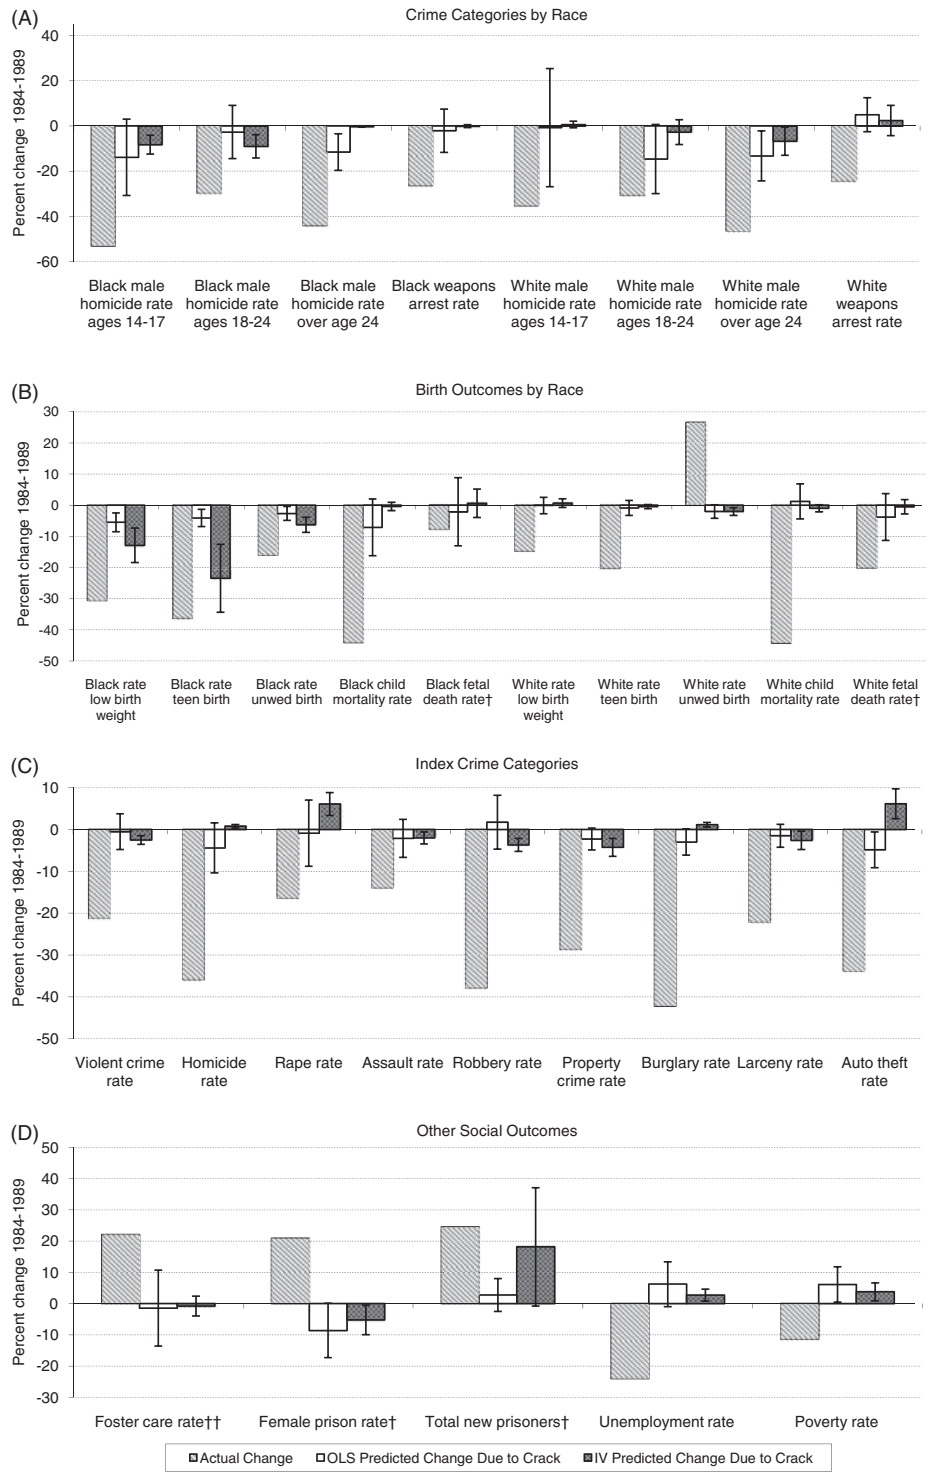 (A)
Crime Categories by Race
Percent change 1984-1989
40
20
0
-20
-40
-60
Black male homicide rate ages 14-17
Black male homicide rate ages 18-24
Black male homicide rate over age 24
Black weapons arrest rate
White male homicide rate ages 14-17
White male homicide rate ages 18-24
White male homicide rate over age 24
White weapons arrest rate
(B)
Birth Outcomes by Race
Percent change 1984-1989
30
20
10
0
-10
-20
-30
-40
-50
Black rate low birth weight
Black rate teen birth
Black rate unwed birth
Black child mortality rate
Black fetal death rate†
White rate low birth weight
White rate teen birth
White rate unwed birth
White child mortality rate
White fetal death rate†
(C)
Index Crime Categories
Percent change 1984-1989
10
0
-10
-20
-30
-40
-50
Violent crime rate
Homicide rate
Rape rate
Assault rate
Robbery rate
Property crime rate
Burglary rate
Larceny rate
Auto theft rate
(D)
Other Social Outcomes
Percent change 1984-1989
50
40
30
20
10
0
-10
-20
-30
Foster care rate††
Female prison rate†
Total new prisoners†
Unemployment rate
Poverty rate
Actual Change
OLS Predicted Change Due to Crack
IV Predicted Change Due to Crack